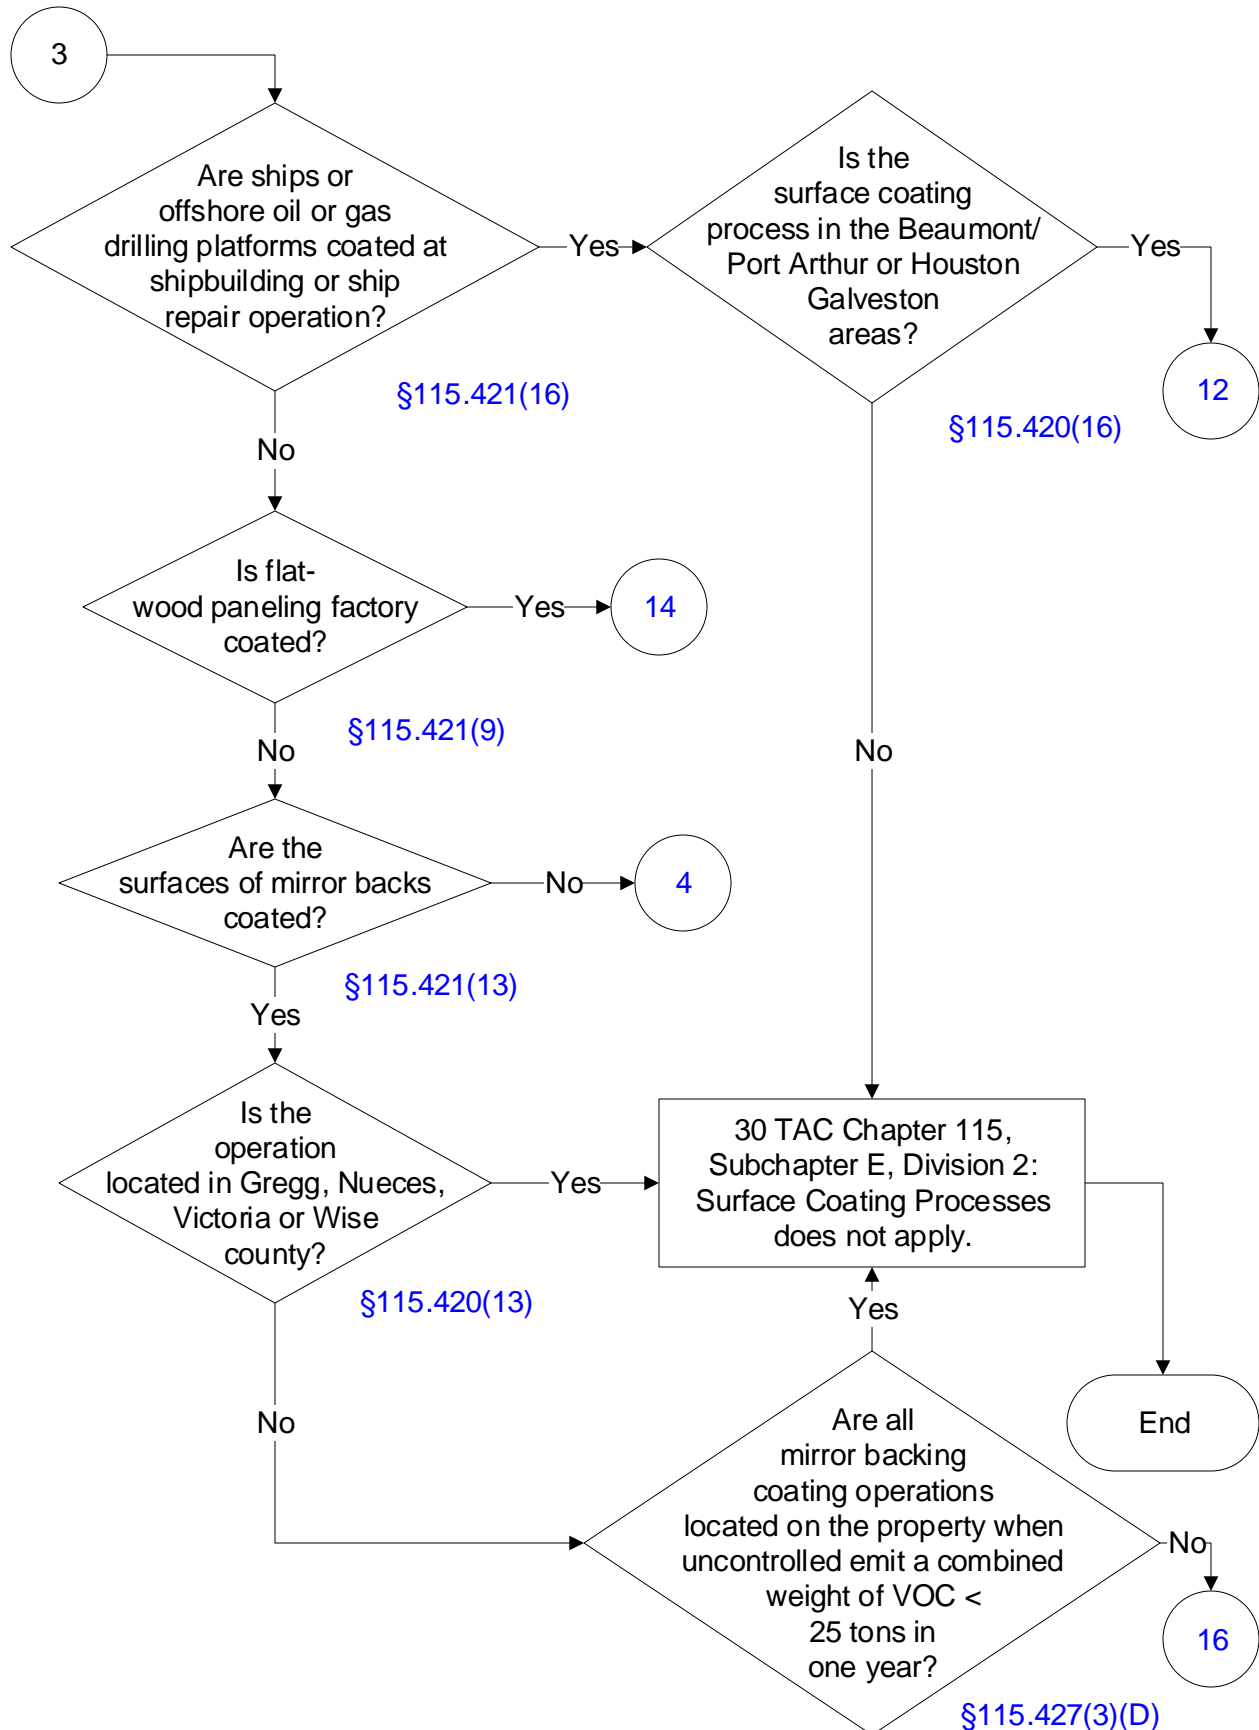 3
Are ships or
offshore oil or gas
drilling platforms coated at
shipbuilding or ship
repair operation?
Yes
§115.421(16)
No
Is the
surface coating
process in the Beaumont/
Port Arthur or Houston
Galveston
areas?
Yes
12
§115.420(16)
No
Is flat-
wood paneling factory
coated?
Yes
14
§115.421(9)
No
Are the
surfaces of mirror backs
coated?
No
4
§115.421(13)
Yes
Is the
operation
located in Gregg, Nueces,
Victoria or Wise
county?
Yes
§115.420(13)
No
30 TAC Chapter 115,
Subchapter E, Division 2:
Surface Coating Processes
does not apply.
Yes
End
Are all
mirror backing
coating operations
located on the property when
uncontrolled emit a combined
weight of VOC <
25 tons in
one year?
No
16
§115.427(3)(D)